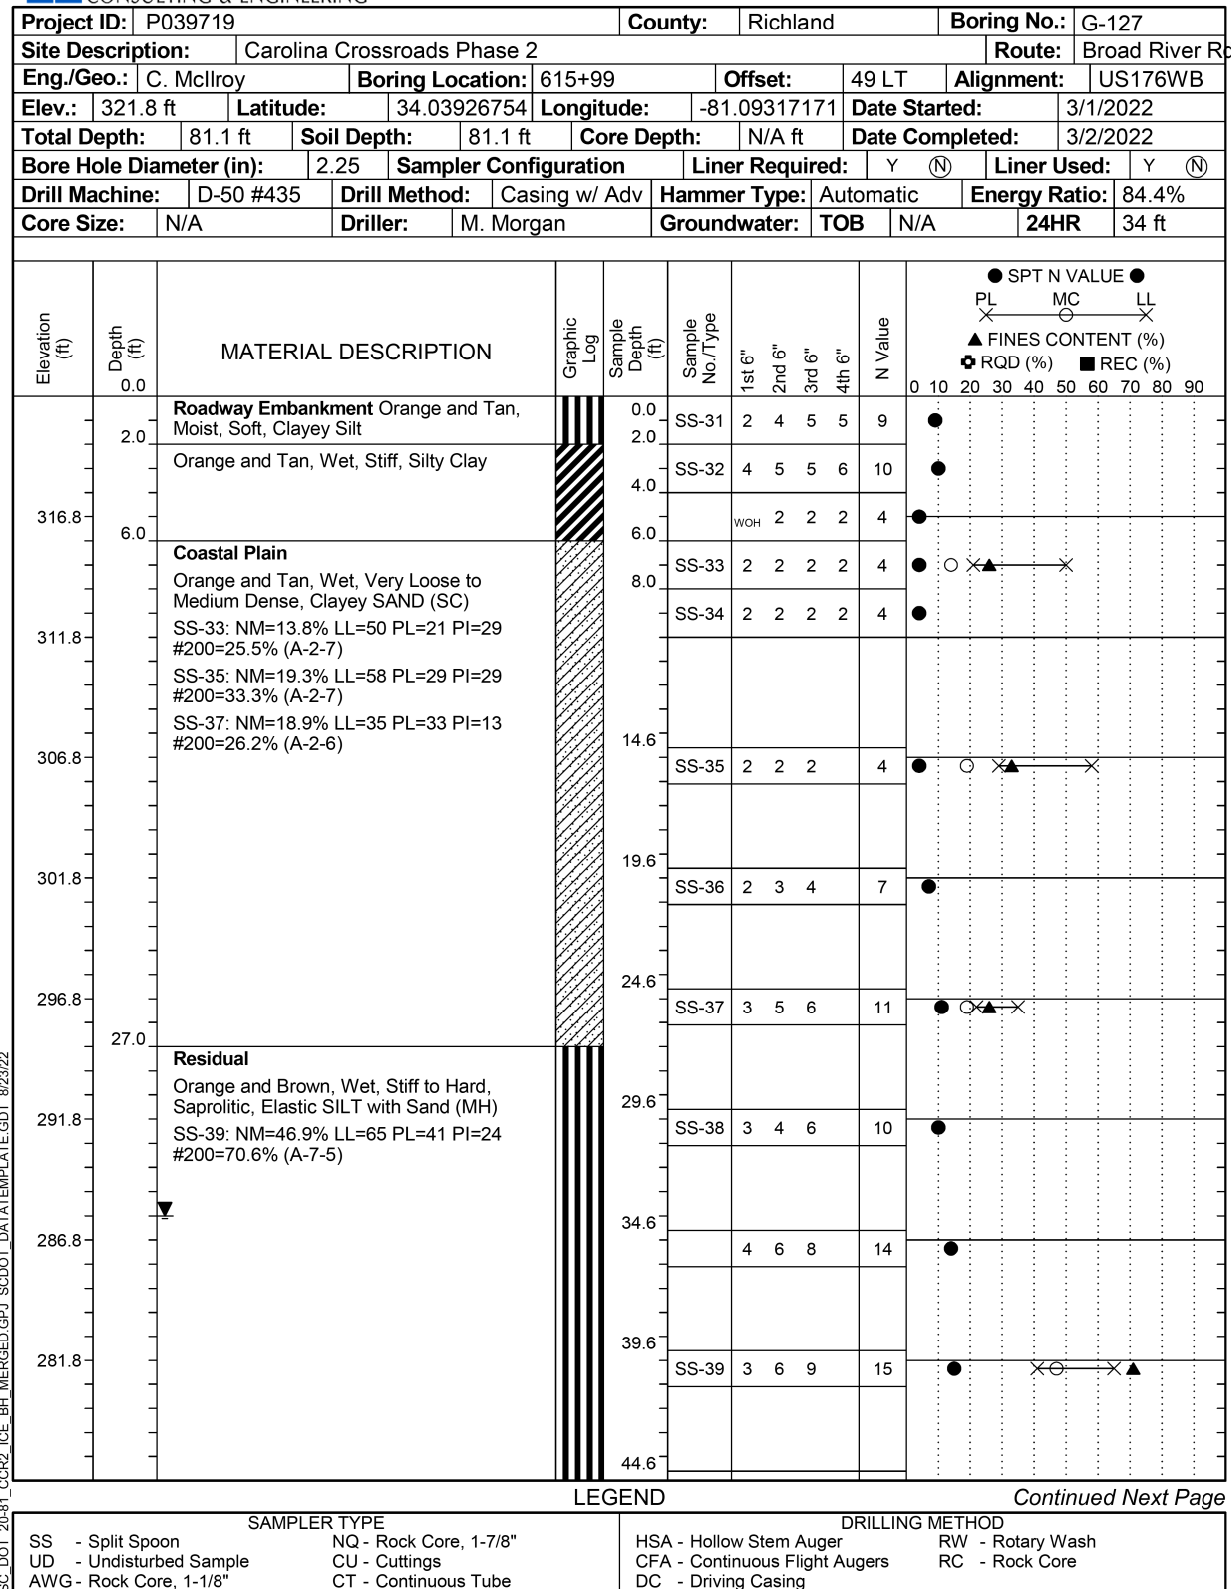 CONSULTING & ENGINEERING
Project ID: P039719 County: Richland Boring No.: G-127
Site Description: Carolina Crossroads Phase 2 Route: Broad River Rd
Eng./Geo.: C. McIlroy Boring Location: 615+99 Offset: 49 LT Alignment: US176WB
Elev.: 321.8 ft Latitude: 34.03926754 Longitude: -81.09317171 Date Started: 3/1/2022
Total Depth: 81.1 ft Soil Depth: 81.1 ft Core Depth: N/A ft Date Completed: 3/2/2022
Bore Hole Diameter (in): 2.25 Sampler Configuration Liner Required: Y N Liner Used: Y N
Drill Machine: D-50 #435 Drill Method: Casing w/ Adv Hammer Type: Automatic Energy Ratio: 84.4%
Core Size: N/A Driller: M. Morgan Groundwater: TOB N/A 24HR 34 ft
Elevation (ft) Depth (ft) MATERIAL DESCRIPTION Graphic Log Sample Depth (ft) Sample No./Type 1st 6" 2nd 6" 3rd 6" 4th 6" N Value
● SPT N VALUE ●
PL MC LL
▲ FINES CONTENT (%)
RQD (%) ■ REC (%)
0.0 0 10 20 30 40 50 60 70 80 90
Roadway Embankment Orange and Tan, 0.0
Moist, Soft, Clayey Silt SS-31 2 4 5 5 9
2.0 2.0
Orange and Tan, Wet, Stiff, Silty Clay SS-32 4 5 5 6 10
4.0
316.8 WOH 2 2 2 4
6.0 6.0
Coastal Plain
SS-33 2 2 2 2 4
Orange and Tan, Wet, Very Loose to 8.0
Medium Dense, Clayey SAND (SC)
SS-34 2 2 2 2 4
SS-33: NM=13.8% LL=50 PL=21 PI=29
311.8 #200=25.5% (A-2-7)
SS-35: NM=19.3% LL=58 PL=29 PI=29
#200=33.3% (A-2-7)
SS-37: NM=18.9% LL=35 PL=33 PI=13
#200=26.2% (A-2-6) 14.6
306.8 SS-35 2 2 2 4
19.6
301.8 SS-36 2 3 4 7
24.6
296.8 SS-37 3 5 6 11
27.0
Residual
Orange and Brown, Wet, Stiff to Hard,
Saprolitic, Elastic SILT with Sand (MH) 29.6
291.8 SS-38 3 4 6 10
SS-39: NM=46.9% LL=65 PL=41 PI=24
#200=70.6% (A-7-5)
34.6
286.8 4 6 8 14
39.6
281.8 SS-39 3 6 9 15
44.6
LEGEND Continued Next Page
SAMPLER TYPE DRILLING METHOD
SS - Split Spoon NQ - Rock Core, 1-7/8" HSA - Hollow Stem Auger RW - Rotary Wash
UD - Undisturbed Sample CU - Cuttings CFA - Continuous Flight Augers RC - Rock Core
AWG - Rock Core, 1-1/8" CT - Continuous Tube DC - Driving Casing
SC_DOT 20-81_CCR2_ICE_BH_MERGED.GPJ SCDOT_DATATEMPLATE.GDT 8/23/22